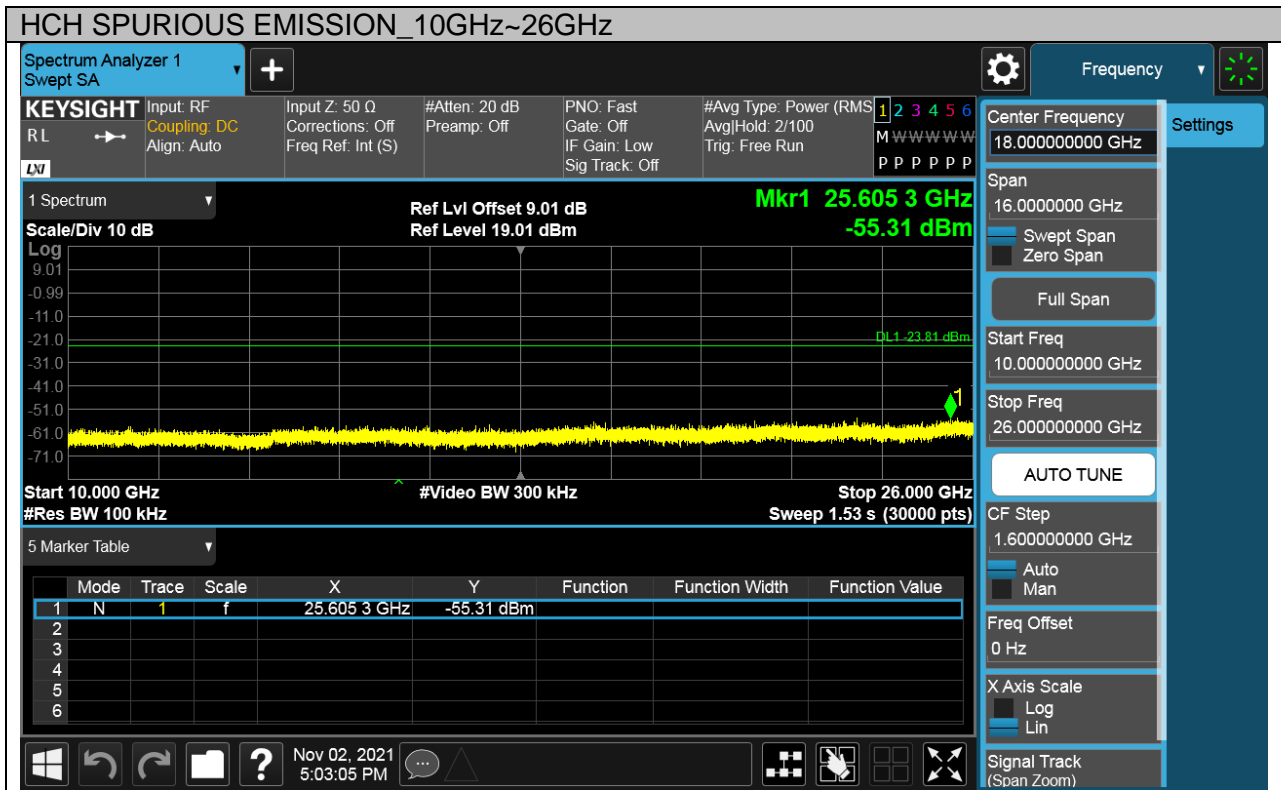 HCH SPURIOUS EMISSION_10GHz~26GHz
Spectrum Analyzer 1
Swept SA
Frequency
KEYSIGHT
RL
LXI
Input: RF
Coupling: DC
Align: Auto
Input Z: 50 Ω
Corrections: Off
Freq Ref: Int (S)
#Atten: 20 dB
Preamp: Off
PNO: Fast
Gate: Off
IF Gain: Low
Sig Track: Off
#Avg Type: Power (RMS
Avg|Hold: 2/100
Trig: Free Run
1 2 3 4 5 6
M W W W W W
P P P P P P
1 Spectrum
Scale/Div 10 dB
Ref Lvl Offset 9.01 dB
Ref Level 19.01 dBm
Mkr1 25.605 3 GHz
-55.31 dBm
Log
9.01
-0.99
-11.0
-21.0
-31.0
-41.0
-51.0
-61.0
-71.0
DL1 -23.81 dBm
1
Start 10.000 GHz
#Res BW 100 kHz
#Video BW 300 kHz
Stop 26.000 GHz
Sweep 1.53 s (30000 pts)
5 Marker Table
Mode Trace Scale X Y Function Function Width Function Value
1 N 1 f 25.605 3 GHz -55.31 dBm
2
3
4
5
6
Nov 02, 2021
5:03:05 PM
Center Frequency
18.000000000 GHz
Settings
Span
16.0000000 GHz
Swept Span
Zero Span
Full Span
Start Freq
10.000000000 GHz
Stop Freq
26.000000000 GHz
AUTO TUNE
CF Step
1.600000000 GHz
Auto
Man
Freq Offset
0 Hz
X Axis Scale
Log
Lin
Signal Track
(Span Zoom)